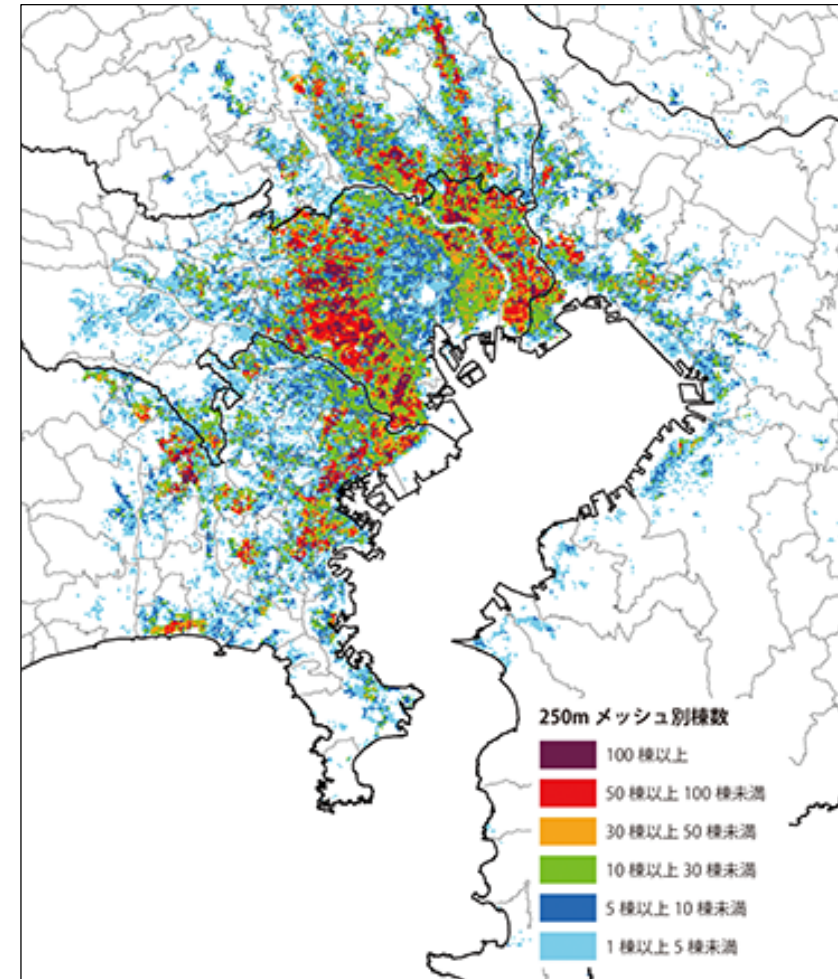 250m メッシュ別棟数
100 棟以上
50 棟以上 100 棟未満
30 棟以上 50 棟未満
10 棟以上 30 棟未満
5 棟以上 10 棟未満
1 棟以上 5 棟未満